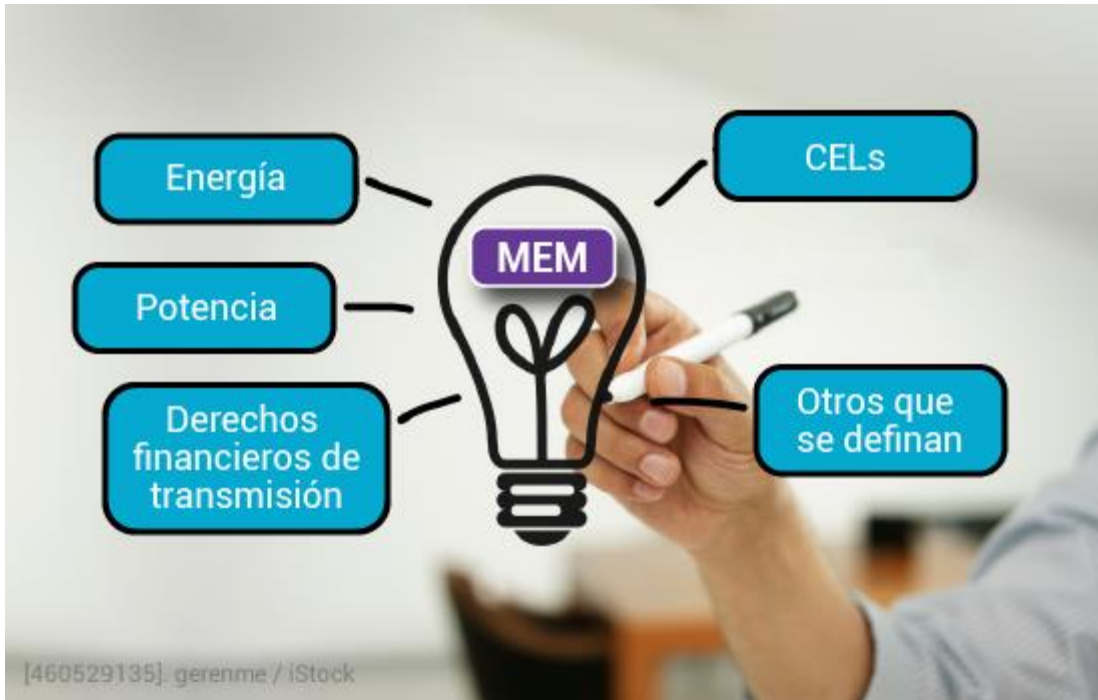 Energía
Potencia
Derechos
financieros de
transmisión
MEM
CELs
Otros que
se definan
[460529135]. gerenme / iStock